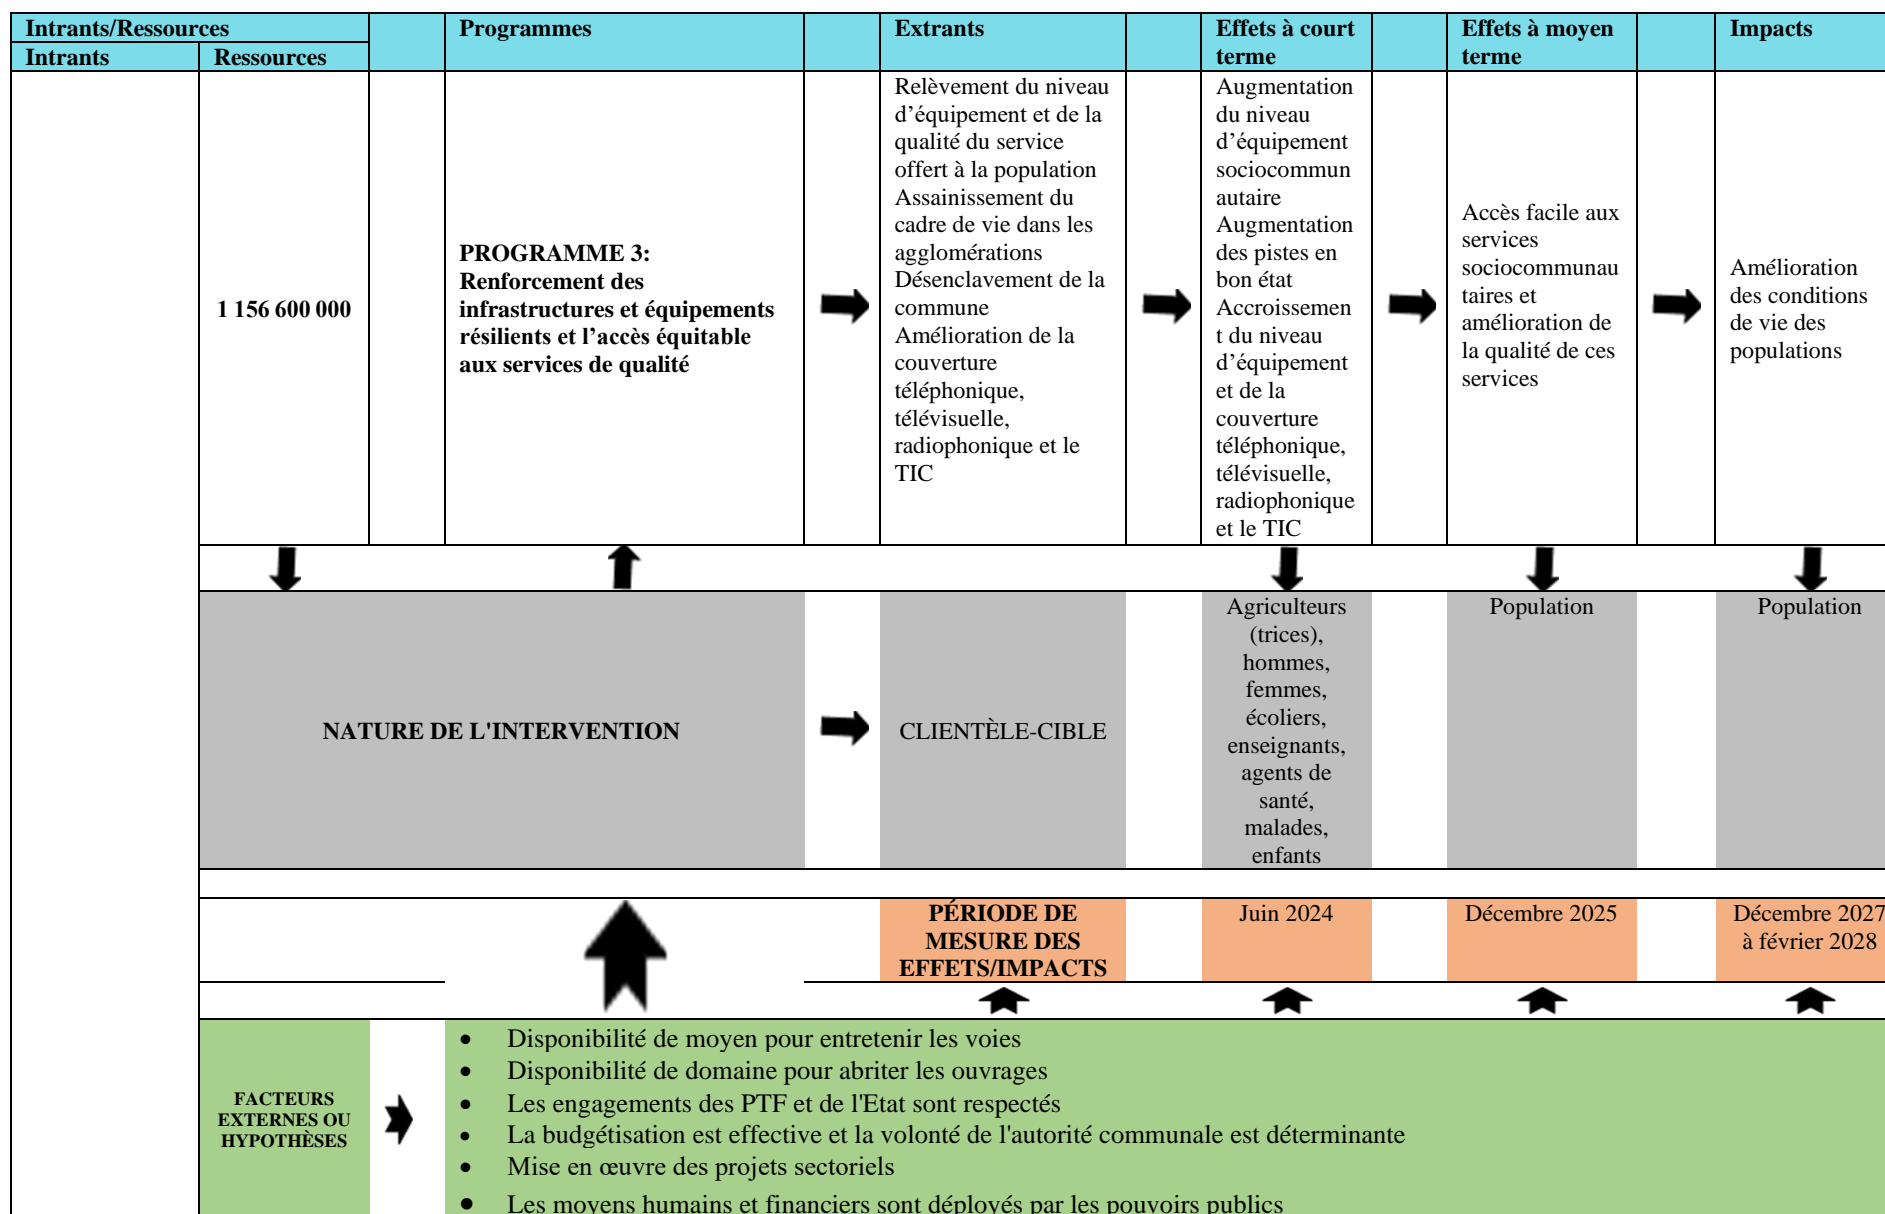 Intrants/Ressources
Programmes
Extrants
Effets à court
terme
Effets à moyen
terme
Impacts
Intrants
Ressources
1 156 600 000
PROGRAMME 3:
Renforcement des
infrastructures et équipements
résilients et l’accès équitable
aux services de qualité
Relèvement du niveau
d’équipement et de la
qualité du service
offert à la population
Assainissement du
cadre de vie dans les
agglomérations
Désenclavement de la
commune
Amélioration de la
couverture
téléphonique,
télévisuelle,
radiophonique et le
TIC
Augmentation
du niveau
d’équipement
sociocommun
autaire
Augmentation
des pistes en
bon état
Accroissemen
t du niveau
d’équipement
et de la
couverture
téléphonique,
télévisuelle,
radiophonique
et le TIC
Accès facile aux
services
sociocommunau
taires et
amélioration de
la qualité de ces
services
Amélioration
des conditions
de vie des
populations
NATURE DE L'INTERVENTION
CLIENTÈLE-CIBLE
Agriculteurs
(trices),
hommes,
femmes,
écoliers,
enseignants,
agents de
santé,
malades,
enfants
Population
Population
PÉRIODE DE
MESURE DES
EFFETS/IMPACTS
Juin 2024
Décembre 2025
Décembre 2027
à février 2028
FACTEURS
EXTERNES OU
HYPOTHÈSES
• Disponibilité de moyen pour entretenir les voies
• Disponibilité de domaine pour abriter les ouvrages
• Les engagements des PTF et de l'Etat sont respectés
• La budgétisation est effective et la volonté de l'autorité communale est déterminante
• Mise en œuvre des projets sectoriels
• Les moyens humains et financiers sont déployés par les pouvoirs publics